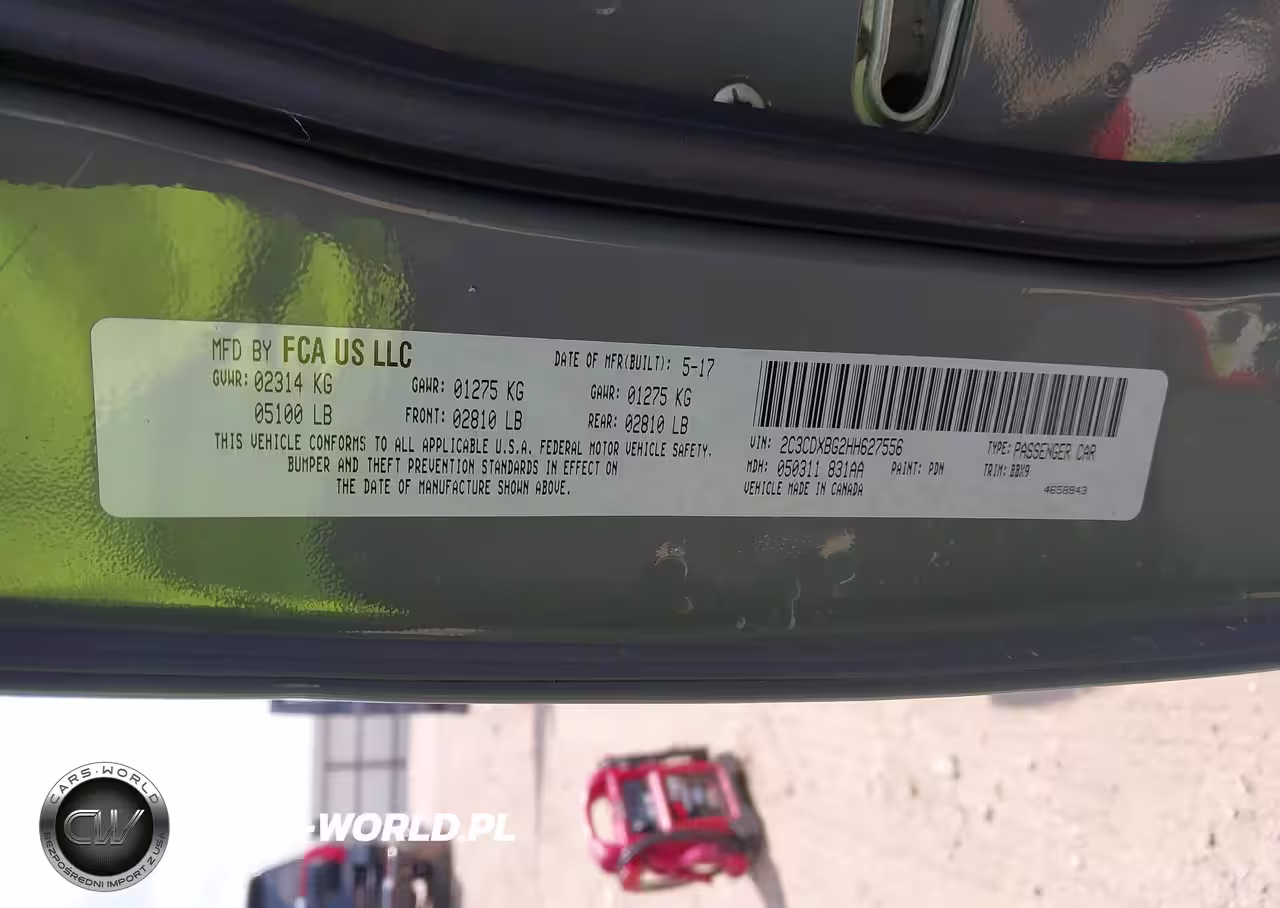 MFD BY FCA US LLC
DATE OF MFR(BUILT): 5-17
GVWR: 02314 KG
GAWR: 01275 KG
GAWR: 01275 KG
05100 LB
FRONT: 02810 LB
REAR: 02810 LB
THIS VEHICLE CONFORMS TO ALL APPLICABLE U.S.A. FEDERAL MOTOR VEHICLE SAFETY.
BUMPER AND THEFT PREVENTION STANDARDS IN EFFECT ON
THE DATE OF MANUFACTURE SHOWN ABOVE.
VIN: 2C3CDXBG2HH627556
TYPE: PASSENGER CAR
MDH: 050311 831AA
PAINT: PDN
TRIM: BBX9
VEHICLE MADE IN CANADA
4658843
CARS-WORLD
CW
BEZPOŚREDNI IMPORT Z USA
-WORLD.PL